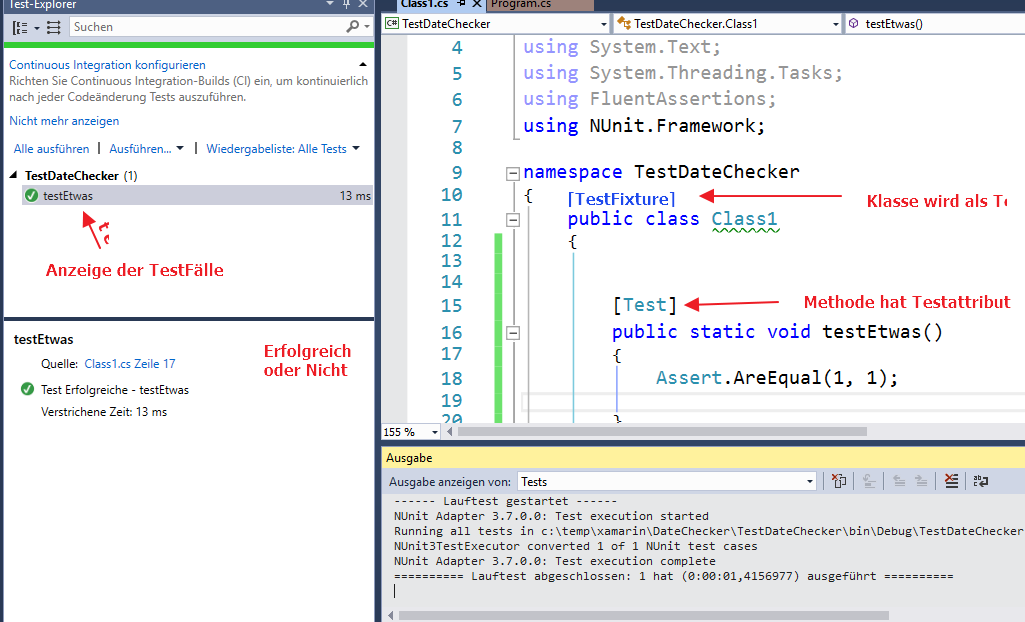 Test-Explorer
Suchen
Continuous Integration konfigurieren
Richten Sie Continuous Integration-Builds (CI) ein, um kontinuierlich
nach jeder Codeänderung Tests auszuführen.
Nicht mehr anzeigen
Alle ausführen | Ausführen... | Wiedergabeliste: Alle Tests
TestDateChecker (1)
testEtwas 13 ms
Anzeige der TestFälle
testEtwas
Quelle: Class1.cs Zeile 17
Test Erfolgreiche - testEtwas
Verstrichene Zeit: 13 ms
Erfolgreich
oder Nicht
Class1.cs Program.cs
C# TestDateChecker TestDateChecker.Class1 testEtwas()
4 using System.Text;
5 using System.Threading.Tasks;
6 using FluentAssertions;
7 using NUnit.Framework;
8
9 namespace TestDateChecker
10 { [TestFixture]
Klasse wird als
11 public class Class1
12 {
13
14
15 [Test]
Methode hat Testattribut
16 public static void testEtwas()
17 {
18 Assert.AreEqual(1, 1);
19
20 }
155 %
Ausgabe
Ausgabe anzeigen von: Tests
------ Lauftest gestartet ------
NUnit Adapter 3.7.0.0: Test execution started
Running all tests in c:\temp\xamarin\DateChecker\TestDateChecker\bin\Debug\TestDateChecker
NUnit3TestExecutor converted 1 of 1 NUnit test cases
NUnit Adapter 3.7.0.0: Test execution complete
========== Lauftest abgeschlossen: 1 hat (0:00:01,4156977) ausgeführt ==========